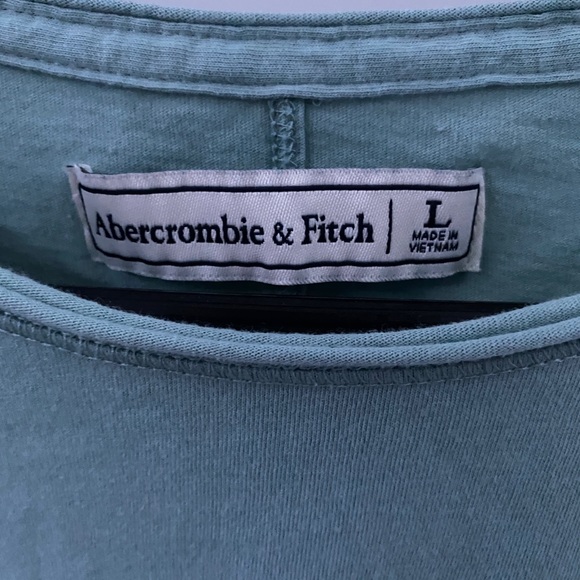 Abercrombie & Fitch
L
MADE IN
VIETNAM